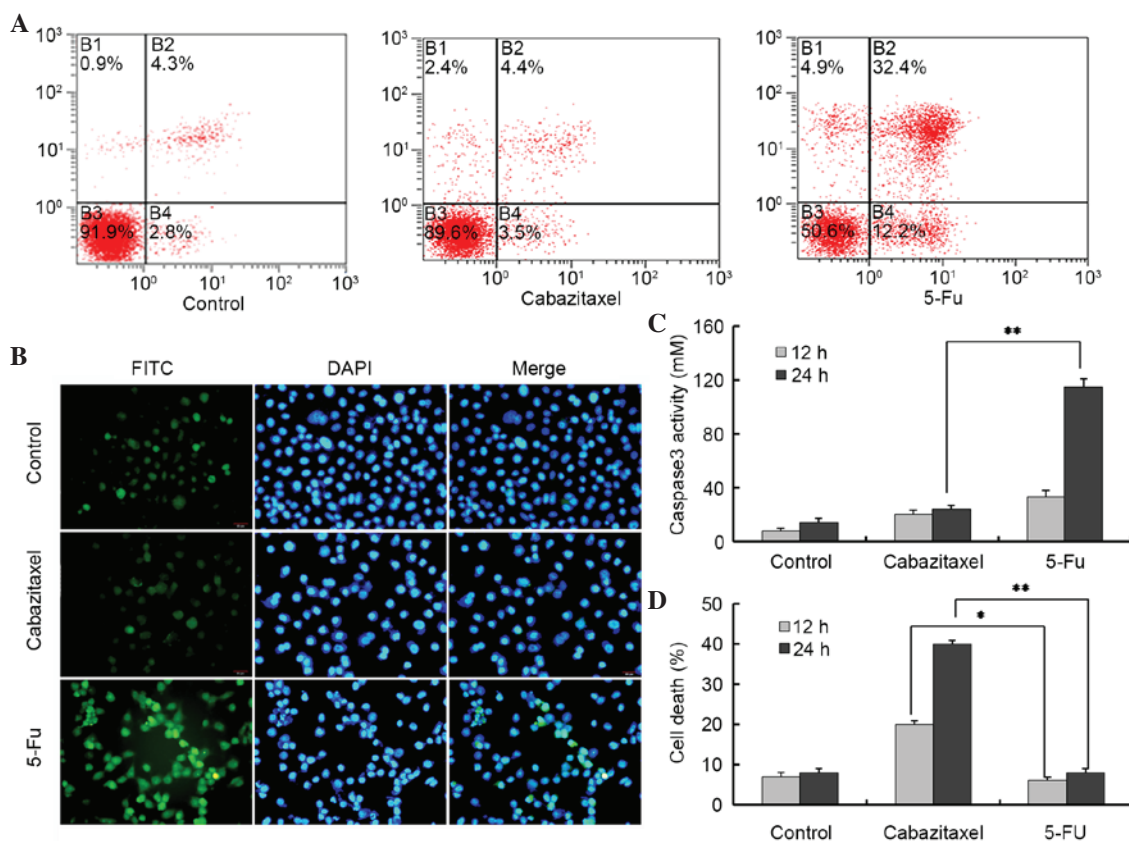 A
10³
10²
10¹
10⁰
B1
0.9%
B2
4.3%
B3
91.9%
B4
2.8%
10⁰ 10¹ 10² 10³
Control
10³
10²
10¹
10⁰
B1
2.4%
B2
4.4%
B3
89.6%
B4
3.5%
10⁰ 10¹ 10² 10³
Cabazitaxel
10³
10²
10¹
10⁰
B1
4.9%
B2
32.4%
B3
50.6%
B4
12.2%
10⁰ 10¹ 10² 10³
5-Fu
B
FITC DAPI Merge
Control
Cabazitaxel
5-Fu
C
Caspase3 activity (mM)
160
120
80
40
0
12 h
24 h
**
Control Cabazitaxel 5-Fu
D
Cell death (%)
50
40
30
20
10
0
12 h
24 h
**
*
Control Cabazitaxel 5-FU